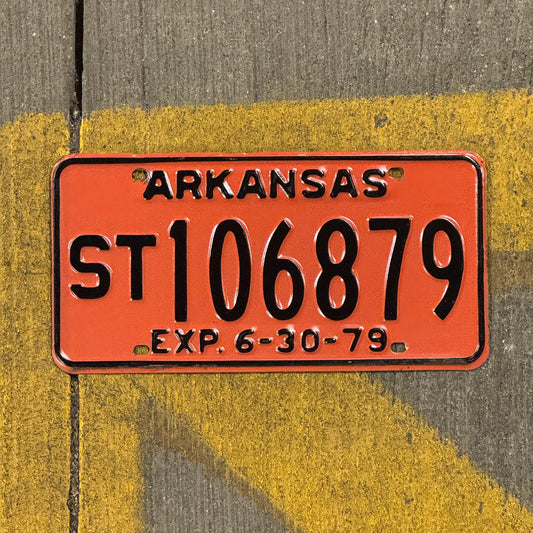 ARKANSAS
ST 106879
EXP. 6-30-79